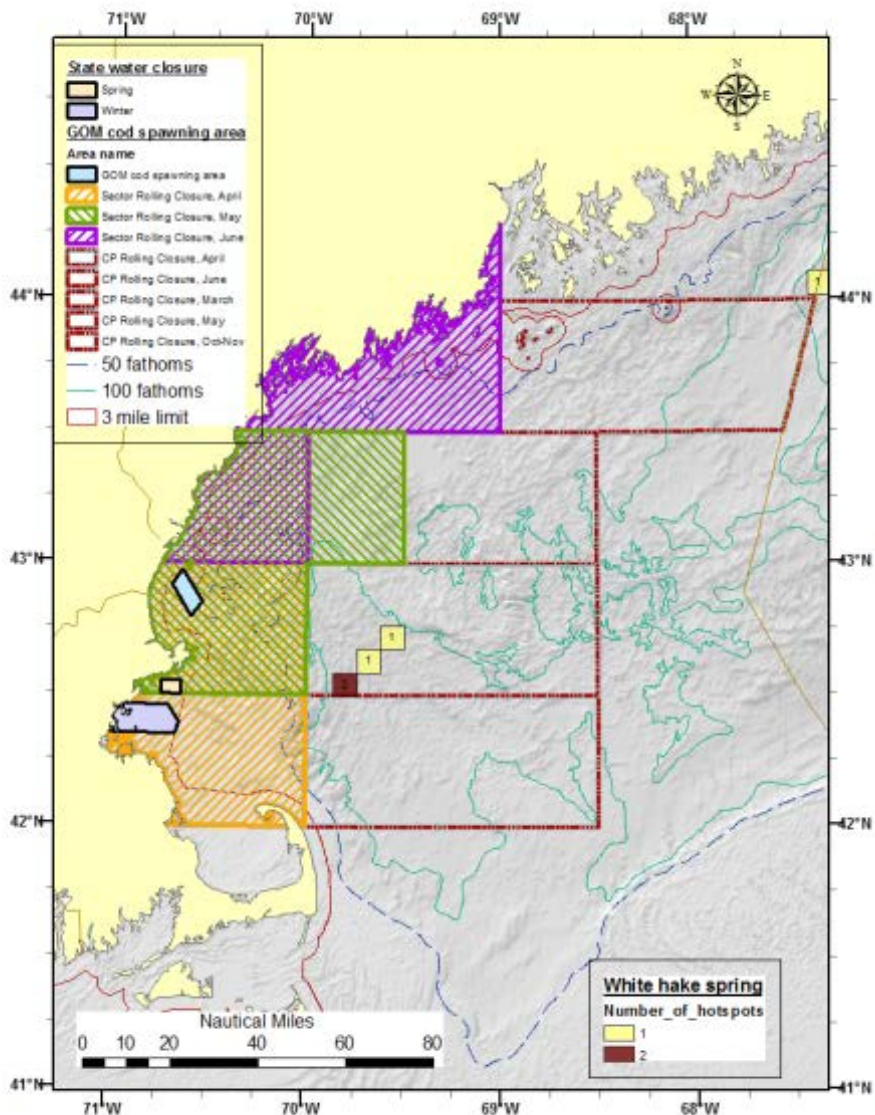 71°W 70°W 69°W 68°W
State water closure
Spring
Winter
GOM cod spawning area
Area name
GOM cod spawning area
Sector Rolling Closure, April
Sector Rolling Closure, May
Sector Rolling Closure, June
CP Rolling Closure, April
CP Rolling Closure, June
CP Rolling Closure, March
CP Rolling Closure, May
CP Rolling Closure, Oct-Nov
50 fathoms
100 fathoms
3 mile limit
N
W E
S
1
44°N 44°N
43°N 43°N
1
1
2
42°N 42°N
White hake spring
Number_of_hotspots
1
2
Nautical Miles
0 10 20 40 60 80
41°N 41°N
71°W 70°W 69°W 68°W